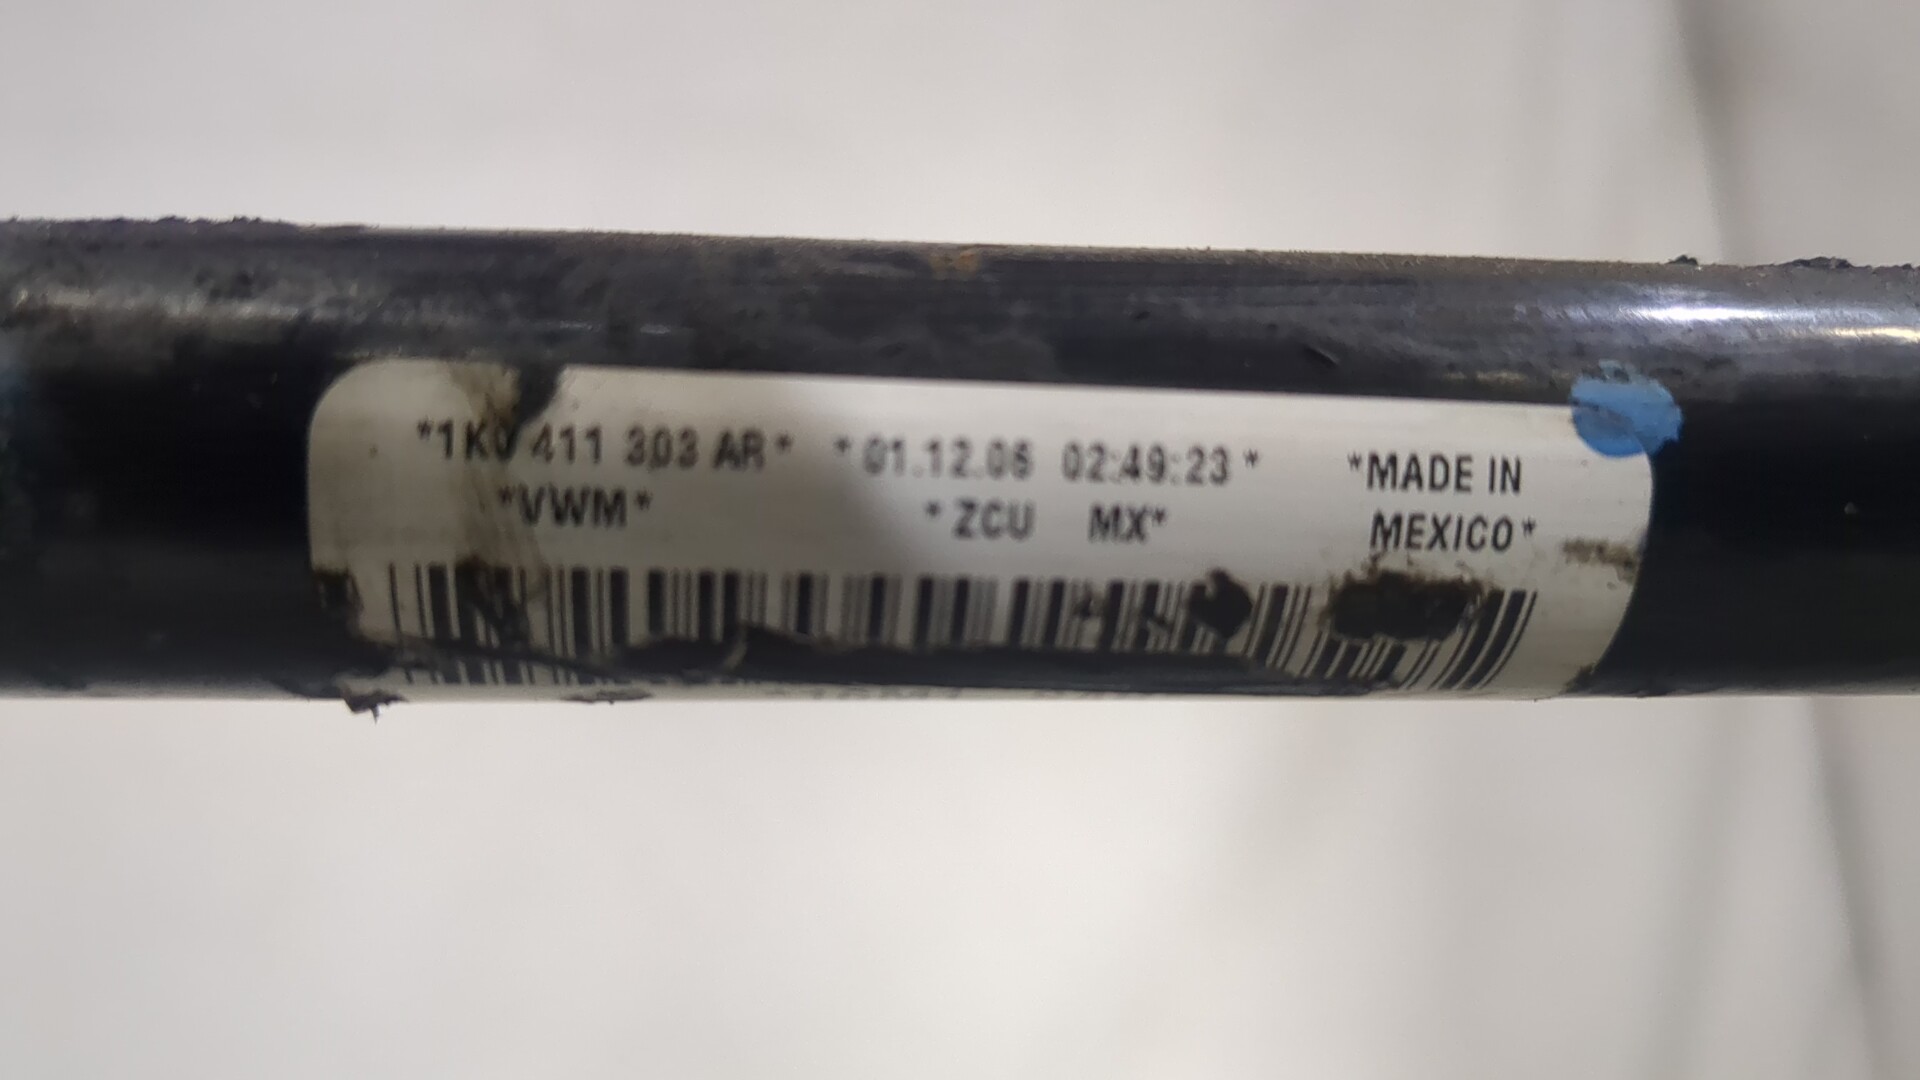 *1K0 411 303 AR* *01.12.06 02:49:23* *MADE IN
*VWM* *ZCU MX* MEXICO*